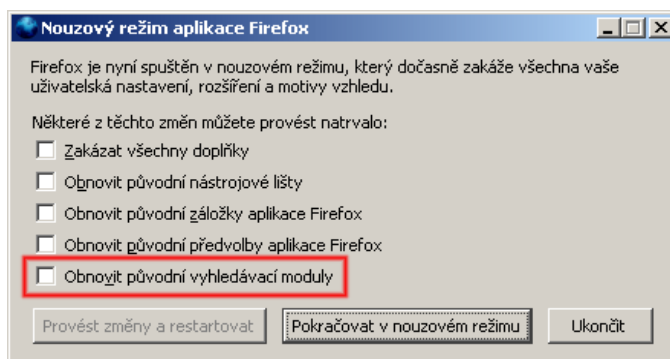 Nouzový režim aplikace Firefox
Firefox je nyní spuštěn v nouzovém režimu, který dočasně zakáže všechna vaše
uživatelská nastavení, rozšíření a motivy vzhledu.
Některé z těchto změn můžete provést natrvalo:
Zakázat všechny doplňky
Obnovit původní nástrojové lišty
Obnovit původní záložky aplikace Firefox
Obnovit původní předvolby aplikace Firefox
Obnovit původní vyhledávací moduly
Provést změny a restartovat Pokračovat v nouzovém režimu Ukončit